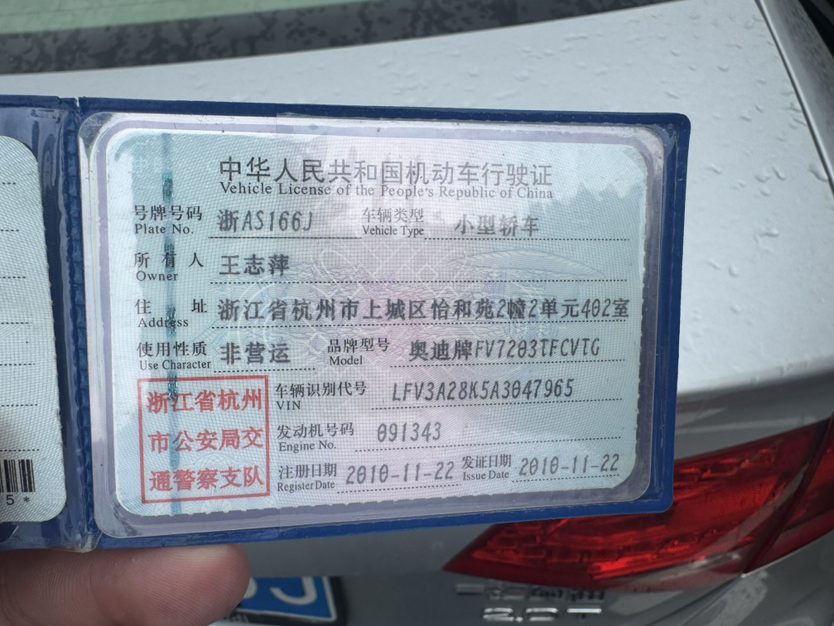 中华人民共和国机动车行驶证
Vehicle License of the People's Republic of China
号牌号码 浙AS166J 车辆类型 小型轿车
Plate No. Vehicle Type
所有人 王志萍
Owner
住址 浙江省杭州市上城区怡和苑2幢2单元402室
Address
使用性质 非营运 品牌型号 奥迪牌FV7203TFCVTG
Use Character Model
浙江省杭州
市公安局交
通警察支队
车辆识别代号 LFV3A28K5A3047965
VIN
发动机号码 091343
Engine No.
注册日期 2010-11-22 发证日期 2010-11-22
Register Date Issue Date
5*
2.0T